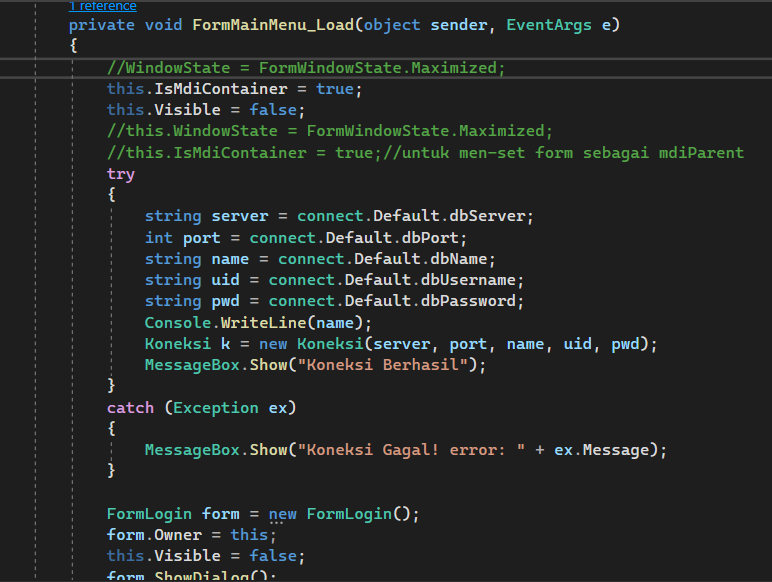 1 reference
private void FormMainMenu_Load(object sender, EventArgs e)
{
//WindowState = FormWindowState.Maximized;
this.IsMdiContainer = true;
this.Visible = false;
//this.WindowState = FormWindowState.Maximized;
//this.IsMdiContainer = true;//untuk men-set form sebagai mdiParent
try
{
string server = connect.Default.dbServer;
int port = connect.Default.dbPort;
string name = connect.Default.dbName;
string uid = connect.Default.dbUsername;
string pwd = connect.Default.dbPassword;
Console.WriteLine(name);
Koneksi k = new Koneksi(server, port, name, uid, pwd);
MessageBox.Show("Koneksi Berhasil");
}
catch (Exception ex)
{
MessageBox.Show("Koneksi Gagal! error: " + ex.Message);
}
FormLogin form = new FormLogin();
form.Owner = this;
this.Visible = false;
form.ShowDialog();